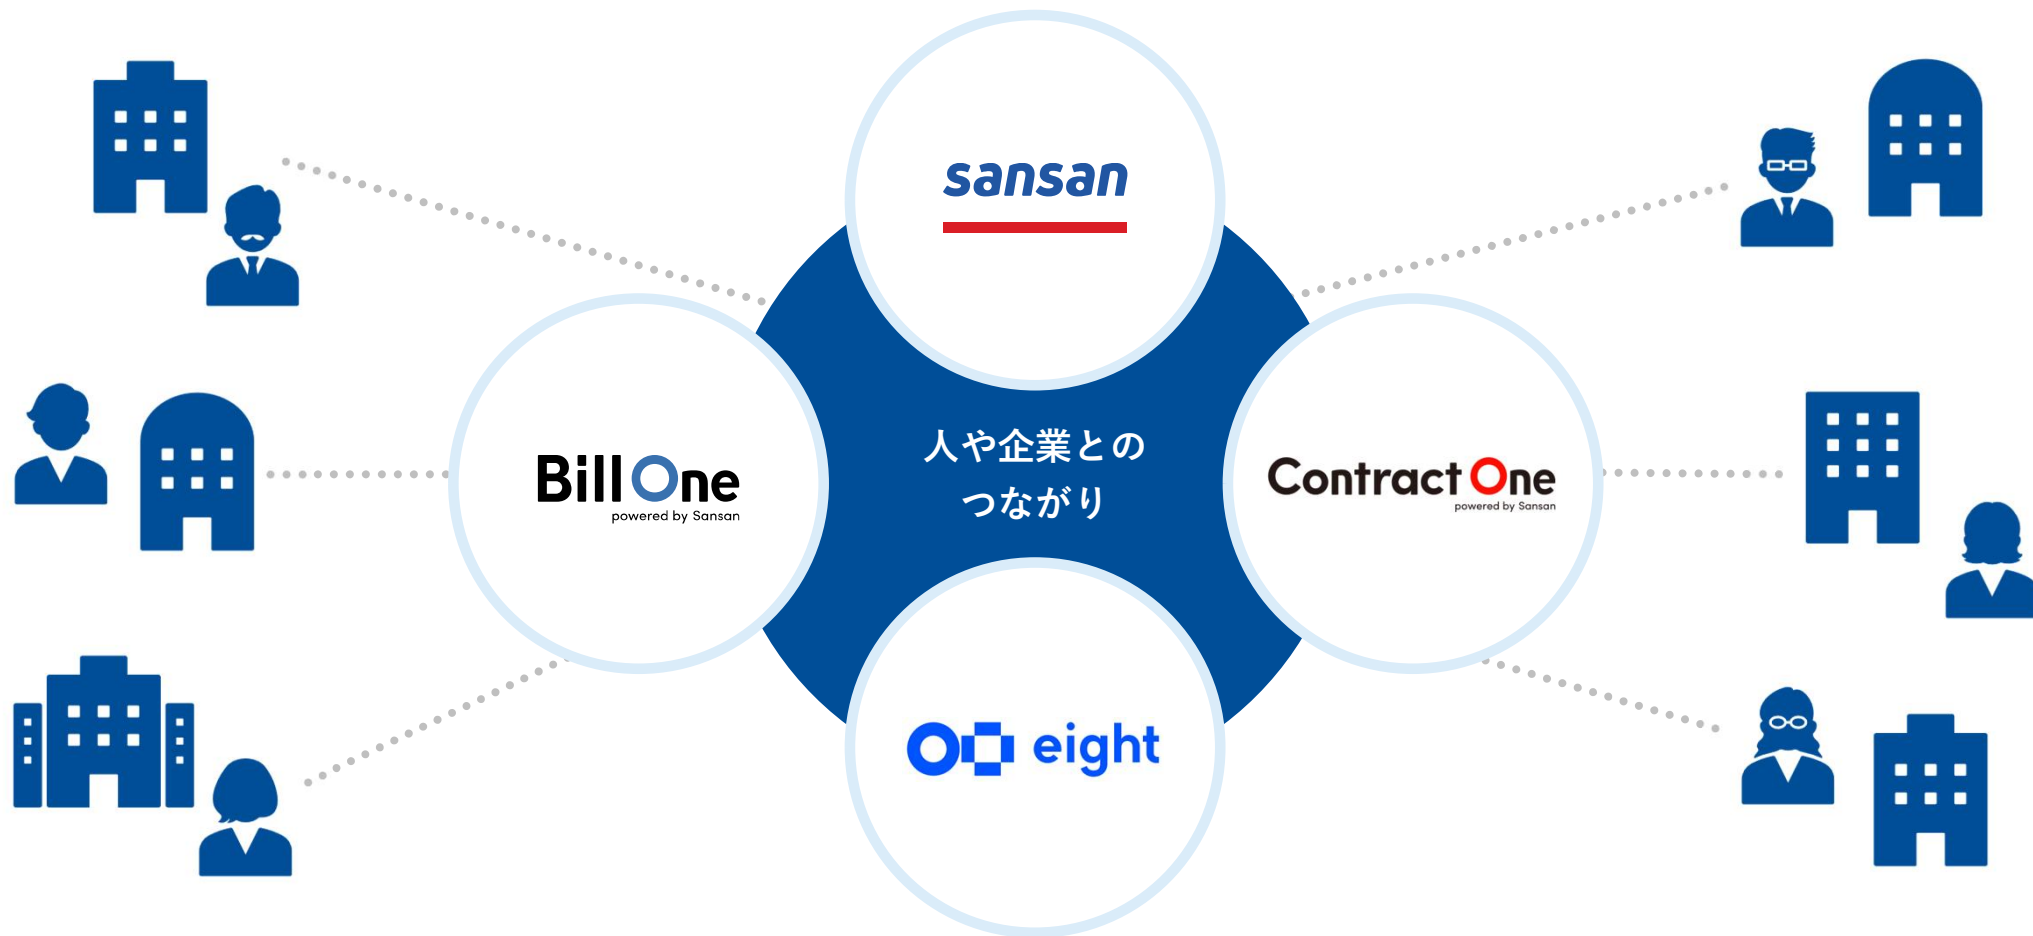 sansan
Bill One
powered by Sansan
人や企業との
つながり
Contract One
powered by Sansan
eight